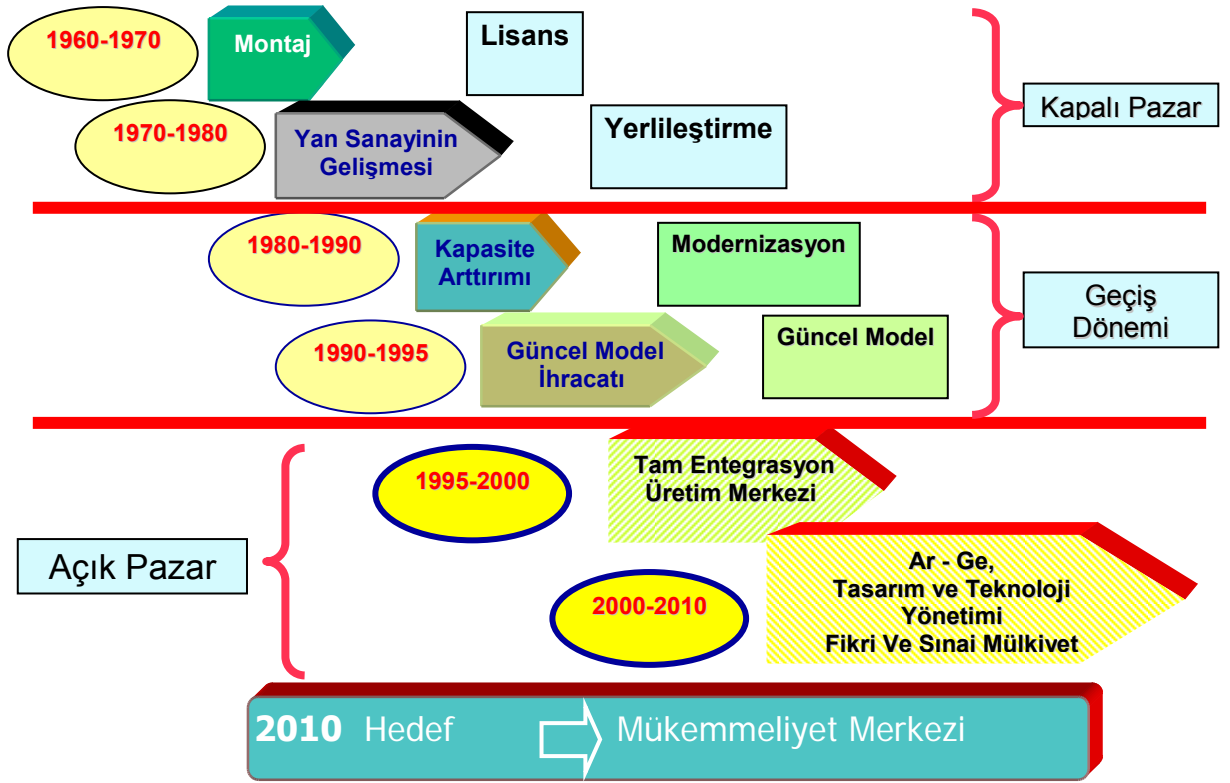 1960-1970
Montaj
Lisans
Kapalı Pazar
1970-1980
Yan Sanayinin
Gelişmesi
Yerlileştirme
1980-1990
Kapasite
Arttırımı
Modernizasyon
Geçiş
Dönemi
1990-1995
Güncel Model
İhracatı
Güncel Model
Açık Pazar
1995-2000
Tam Entegrasyon
Üretim Merkezi
2000-2010
Ar - Ge,
Tasarım ve Teknoloji
Yönetimi
Fikri Ve Sınai Mülkivet
2010 Hedef
Mükemmeliyet Merkezi